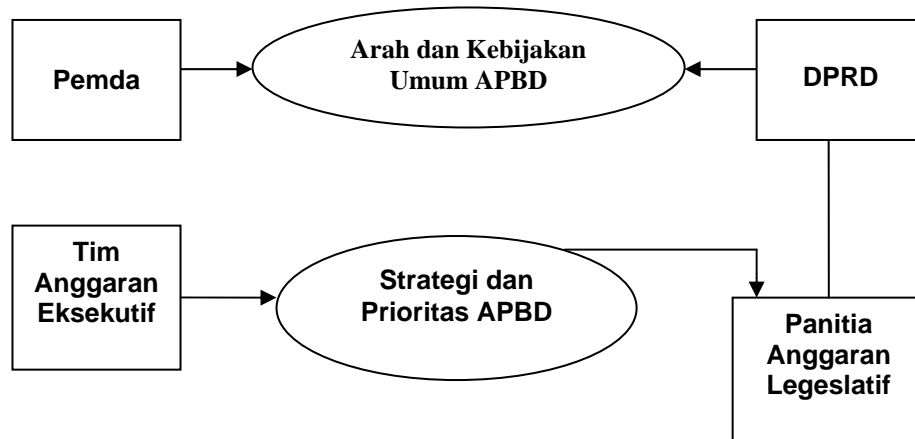 Pemda
Arah dan Kebijakan
Umum APBD
DPRD
Tim
Anggaran
Eksekutif
Strategi dan
Prioritas APBD
Panitia
Anggaran
Legeslatif